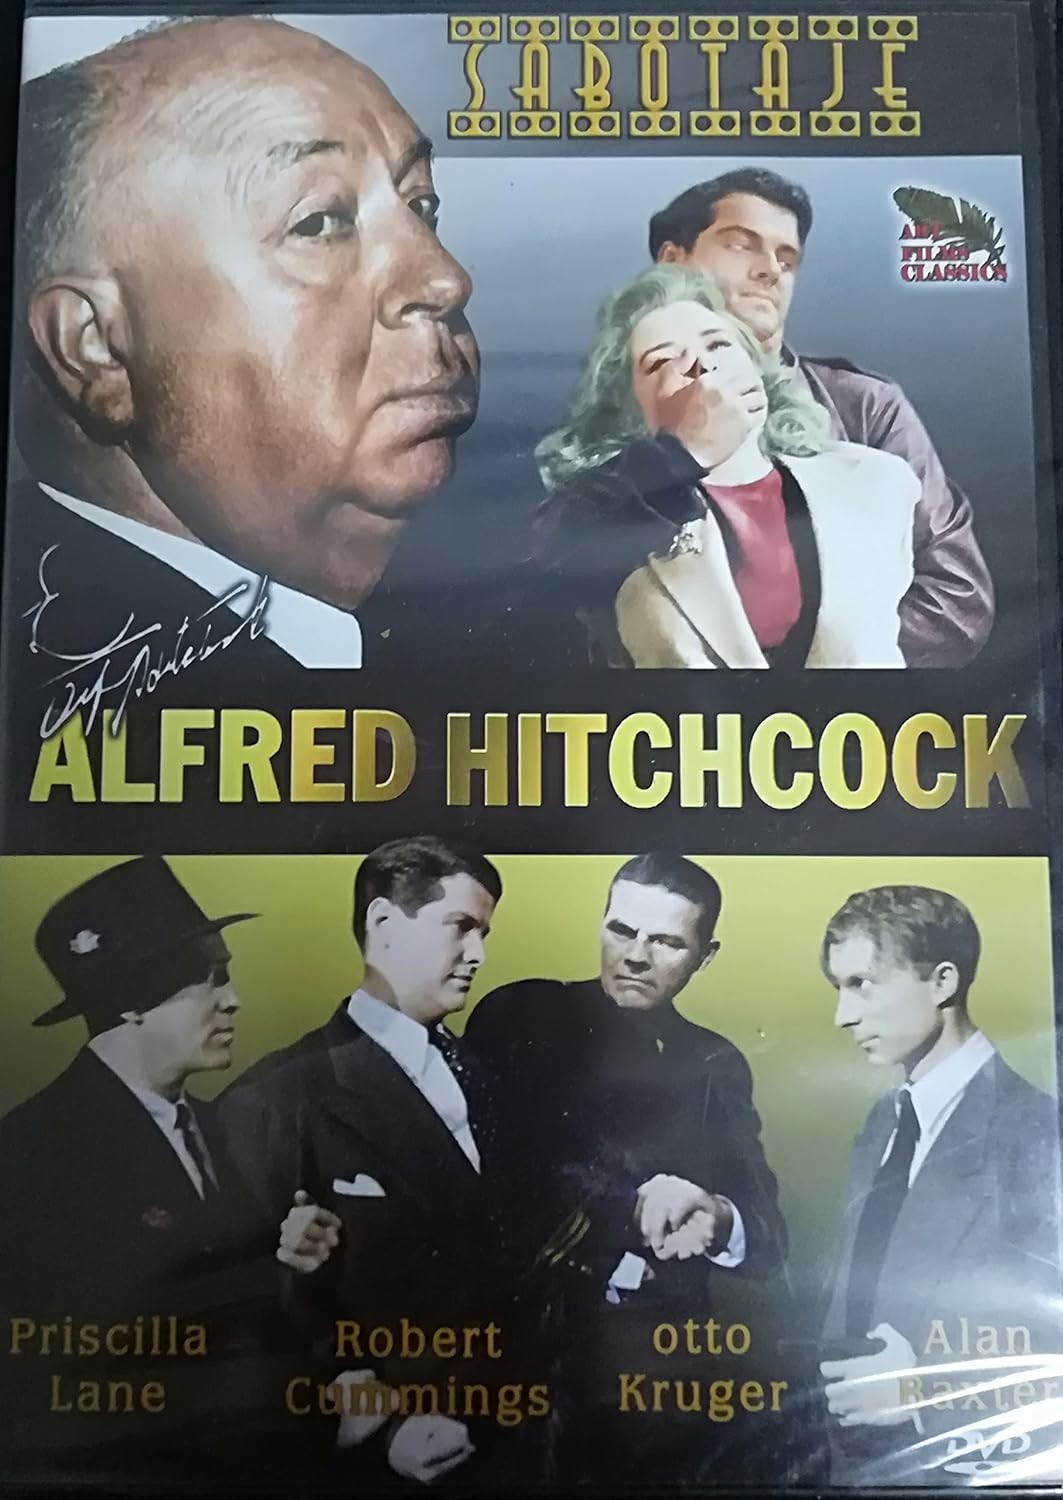 SABOTAJE
ART
FILMS
CLASSICS
ALFRED HITCHCOCK
Priscilla
Lane
Robert
Cummings
otto
Kruger
Alan
Baxter
DVD